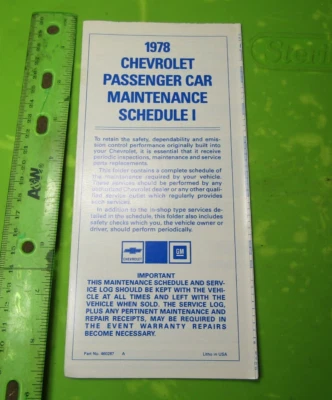 1978
CHEVROLET
PASSENGER CAR
MAINTENANCE
SCHEDULE I
To retain the safety, dependability and emis-
sion control performance originally built into
your Chevrolet, it is essential that it receive
periodic inspections, maintenance and service
parts replacements.
This folder contains a complete schedule of
the maintenance required by your vehicle.
These services should be performed by any
Chevrolet dealer or any other quali-
fied service outlet which regularly provides
such services.
In addition to the in-shop type services de-
tailed in the schedule, this folder also includes
safety checks which you, the vehicle owner or
driver, should perform periodically.
CHEVROLET
GM
IMPORTANT
THIS MAINTENANCE SCHEDULE AND SERV-
ICE LOG SHOULD BE KEPT WITH THE VEHI-
CLE AT ALL TIMES AND LEFT WITH THE
VEHICLE WHEN SOLD. THE SERVICE LOG,
PLUS ANY PERTINENT MAINTENANCE AND
REPAIR RECEIPTS, MAY BE REQUIRED IN
THE EVENT WARRANTY REPAIRS
BECOME NECESSARY.
Part No. A
Litho in USA
A&W